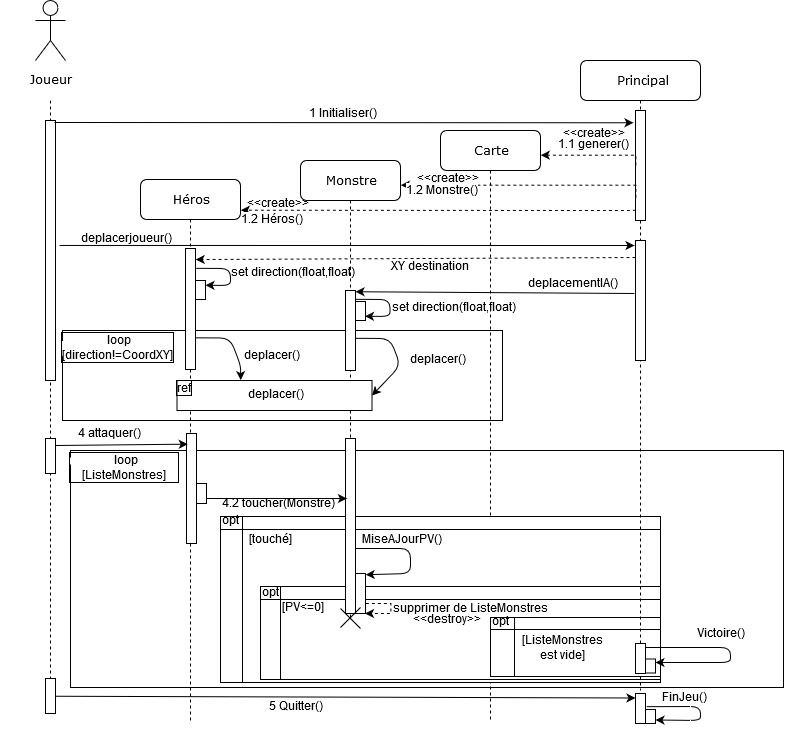 Joueur
Principal
1 Initialiser()
<<create>>
1.1 generer()
Carte
Monstre
<<create>>
1.2 Monstre()
Héros
<<create>>
1.2 Héros()
deplacerjoueur()
XY destination
set direction(float,float)
deplacementIA()
set direction(float,float)
loop
[direction!=CoordXY]
deplacer()
deplacer()
ref
deplacer()
4 attaquer()
loop
[ListeMonstres]
4.2 toucher(Monstre)
opt
[touché]
MiseAJourPV()
opt
[PV<=0]
supprimer de ListeMonstres
<<destroy>>
opt
[ListeMonstres
est vide]
Victoire()
5 Quitter()
FinJeu()